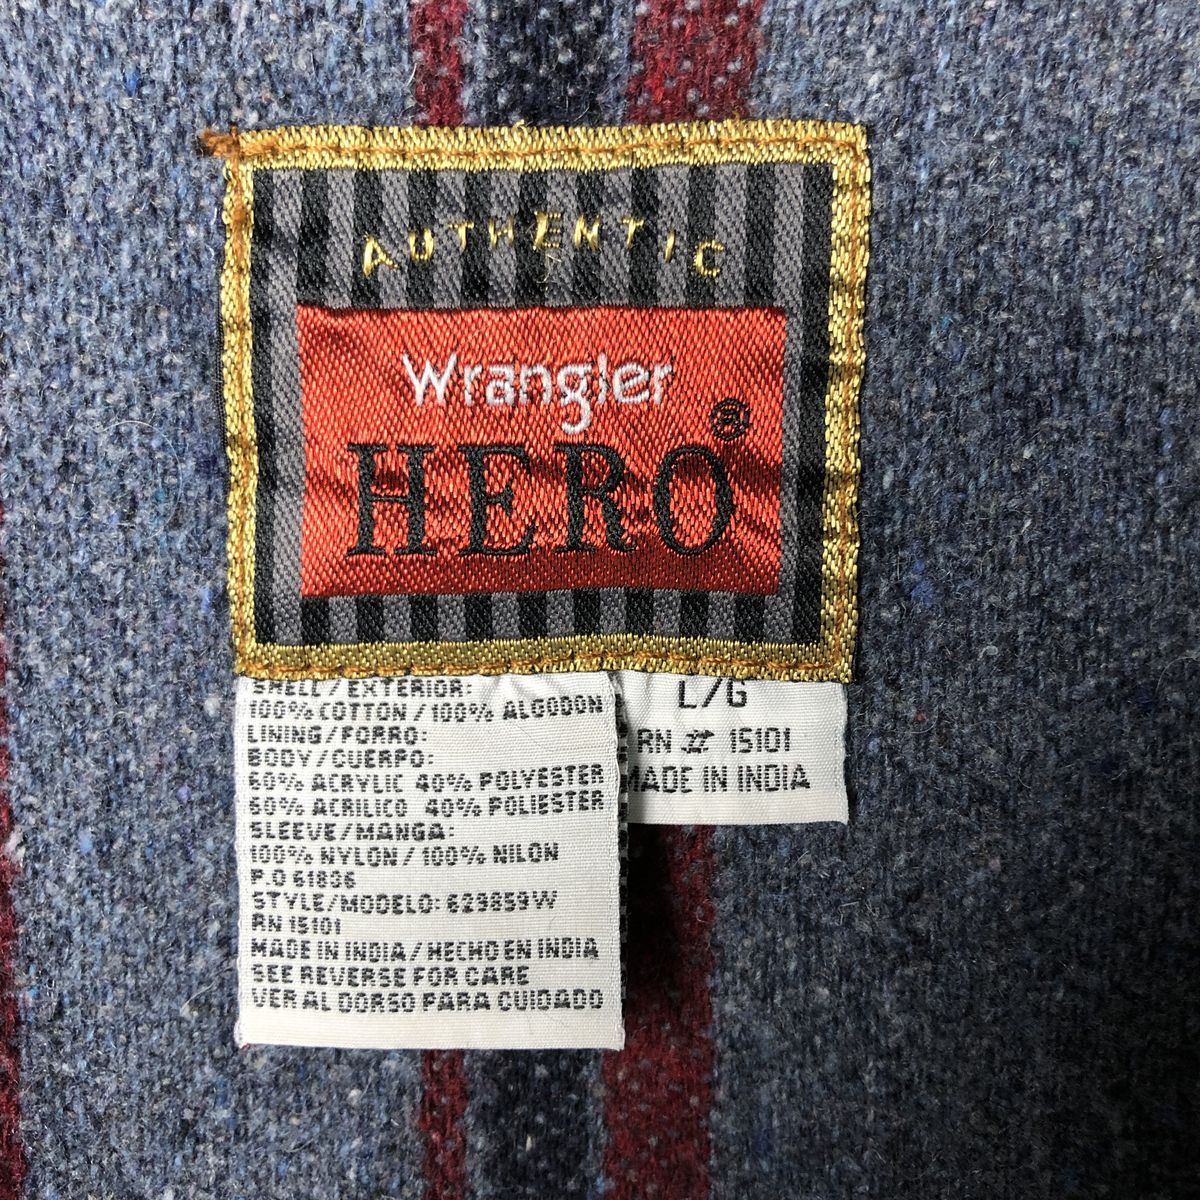 AUTHENTIC
Wrangler
HERO®
SHELL/EXTERIOR:
100% COTTON/100% ALGODON
LINING/FORRO:
BODY/CUERPO:
60% ACRYLIC 40% POLYESTER
60% ACRILICO 40% POLIESTER
SLEEVE/MANGA:
100% NYLON/100% NILON
P.O 61836
STYLE/MODELO: 629859W
RN 15101
MADE IN INDIA/HECHO EN INDIA
SEE REVERSE FOR CARE
VER AL DORSO PARA CUIDADO
L/G
RN # 15101
MADE IN INDIA